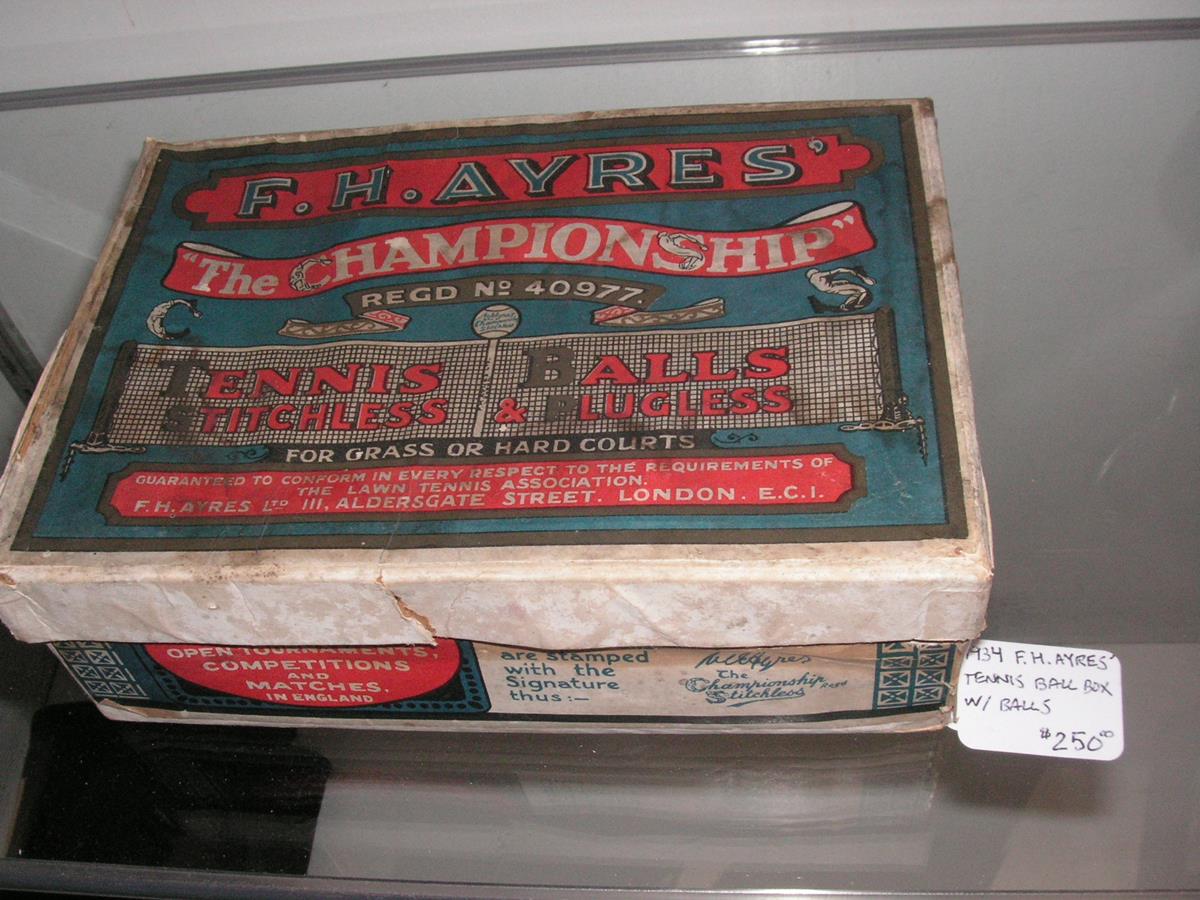 F.H. AYRES'
"The CHAMPIONSHIP"
REGD Nº 40977.
TENNIS BALLS
STITCHLESS & PLUGLESS
FOR GRASS OR HARD COURTS
GUARANTEED TO CONFORM IN EVERY RESPECT TO THE REQUIREMENTS OF
THE LAWN TENNIS ASSOCIATION.
F.H. AYRES LTD 111, ALDERSGATE STREET. LONDON. E.C.1.
OPEN TOURNAMENTS,
COMPETITIONS
AND
MATCHES.
IN ENGLAND
are stamped
with the
Signature
thus:—
Ayres
The
Championship
Stitchless
1934 F.H. AYRES'
TENNIS BALL BOX
W/ BALLS
$250.00